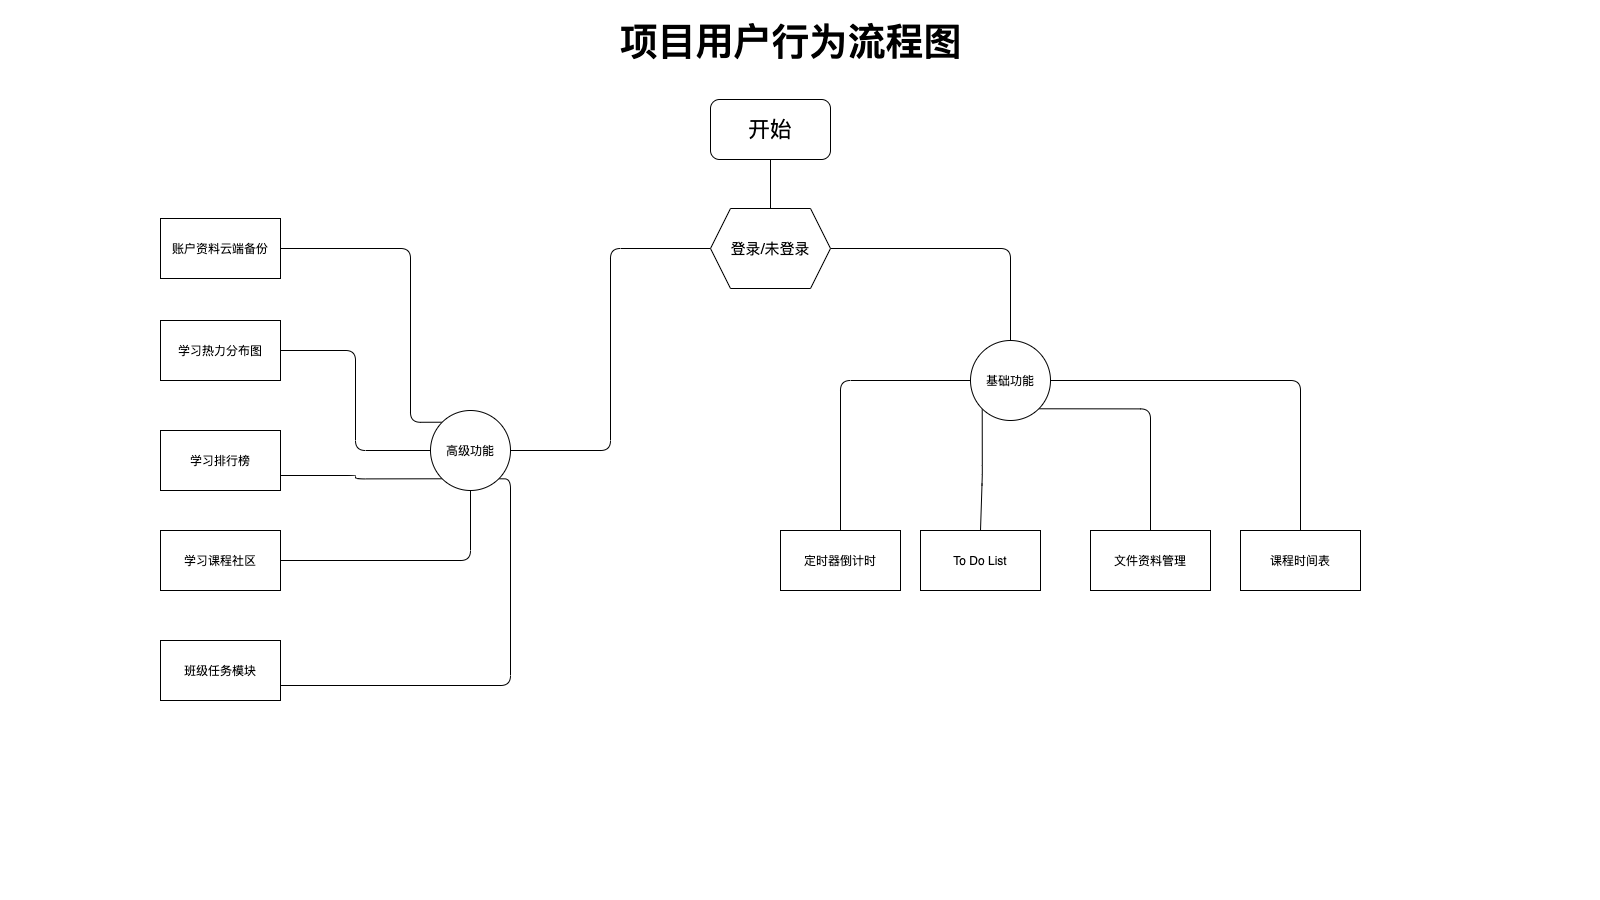 项目用户行为流程图
开始
登录/未登录
账户资料云端备份
学习热力分布图
学习排行榜
学习课程社区
班级任务模块
高级功能
基础功能
定时器倒计时
To Do List
文件资料管理
课程时间表